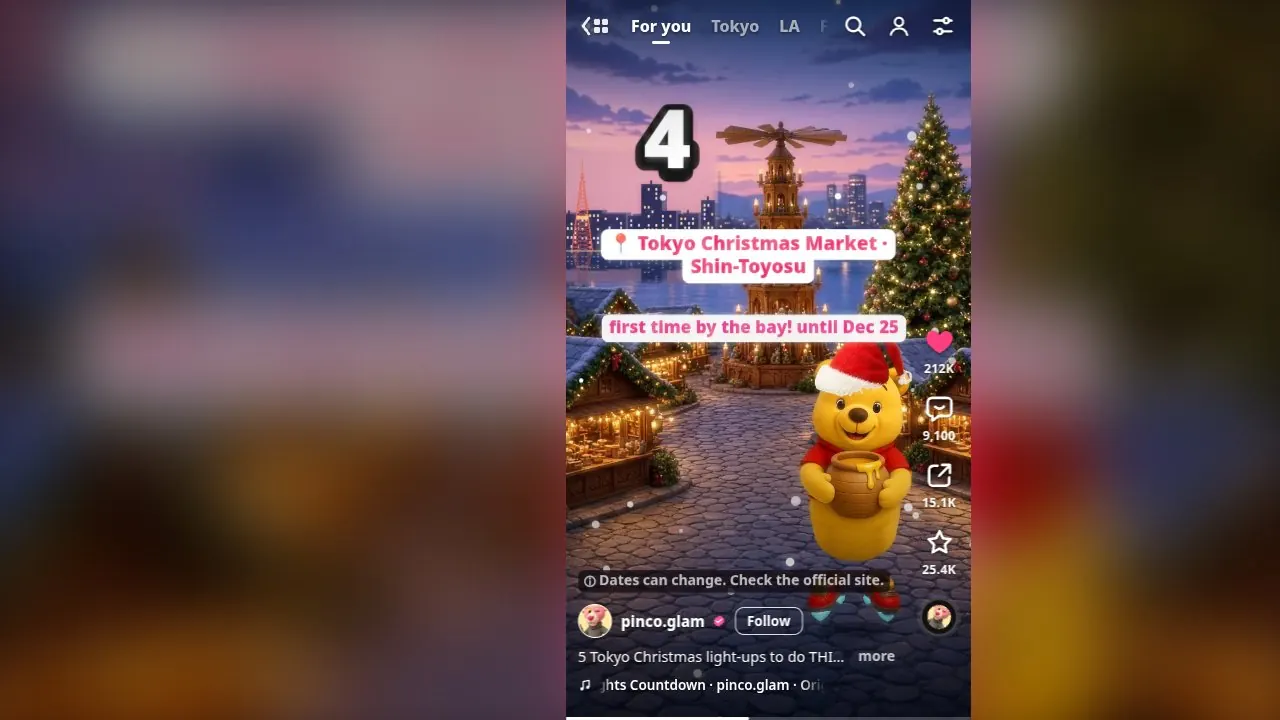 For you Tokyo LA F
4
📍 Tokyo Christmas Market ·
Shin-Toyosu
first time by the bay! until Dec 25
212K
9,100
15.1K
25.4K
Dates can change. Check the official site.
pinco.glam Follow
5 Tokyo Christmas light-ups to do THI... more
hts Countdown · pinco.glam · Ori